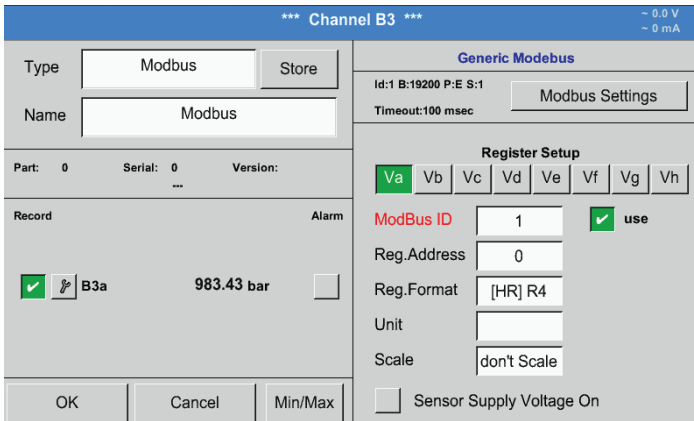 *** Channel B3 ***
~ 0.0 V
~ 0 mA
Type Modbus Store
Name Modbus
Part: 0 Serial: 0 Version:
---
Record Alarm
B3a 983.43 bar
OK Cancel Min/Max
Generic Modebus
Id:1 B:19200 P:E S:1
Timeout:100 msec
Modbus Settings
Register Setup
Va Vb Vc Vd Ve Vf Vg Vh
ModBus ID 1 use
Reg.Address 0
Reg.Format [HR] R4
Unit
Scale don't Scale
Sensor Supply Voltage On